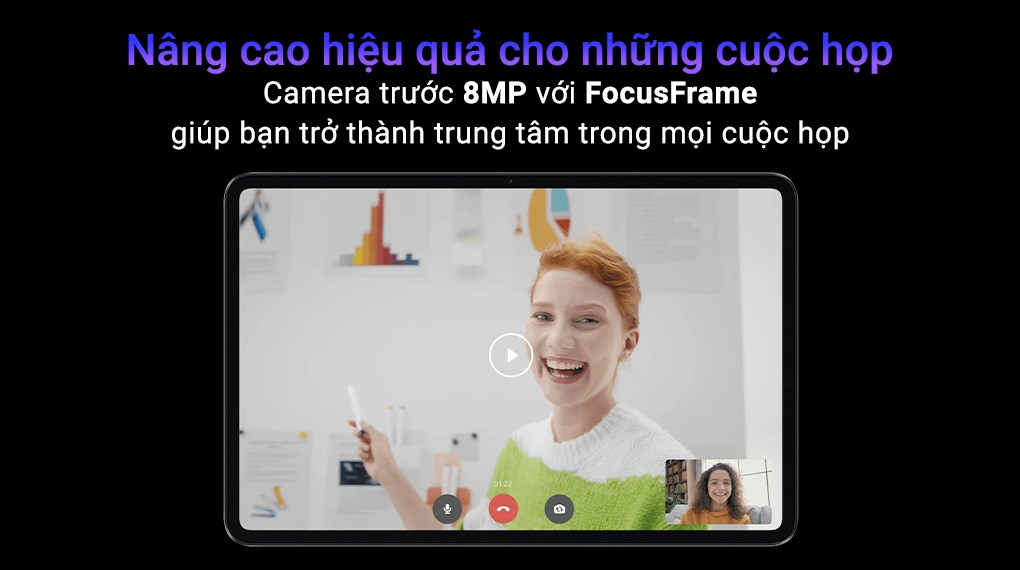 Nâng cao hiệu quả cho những cuộc họp
Camera trước 8MP với FocusFrame
giúp bạn trở thành trung tâm trong mọi cuộc họp
01:22